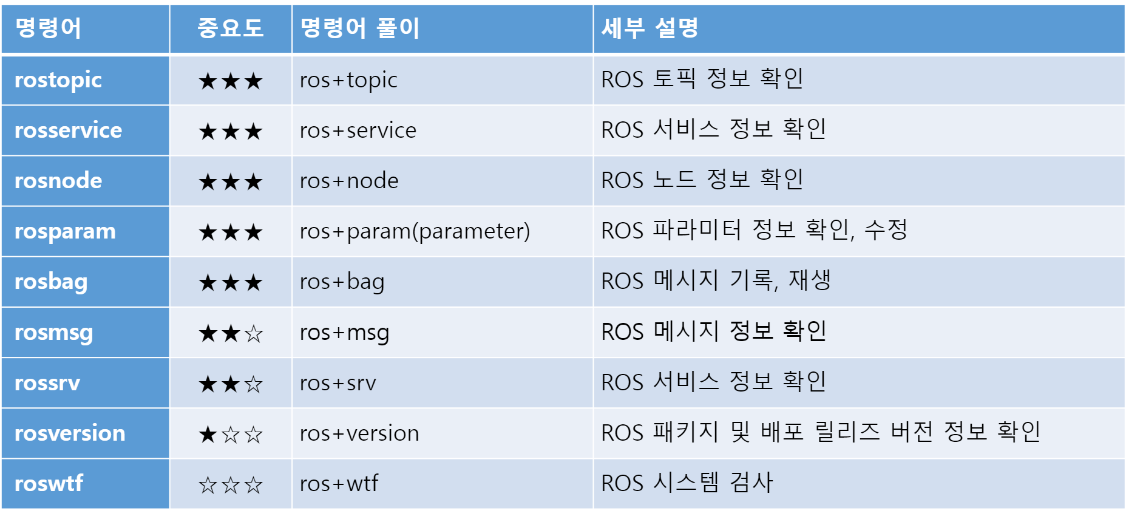 명령어 중요도 명령어 풀이 세부 설명
rostopic ★★★ ros+topic ROS 토픽 정보 확인
rosservice ★★★ ros+service ROS 서비스 정보 확인
rosnode ★★★ ros+node ROS 노드 정보 확인
rosparam ★★★ ros+param(parameter) ROS 파라미터 정보 확인, 수정
rosbag ★★★ ros+bag ROS 메시지 기록, 재생
rosmsg ★★☆ ros+msg ROS 메시지 정보 확인
rossrv ★★☆ ros+srv ROS 서비스 정보 확인
rosversion ★☆☆ ros+version ROS 패키지 및 배포 릴리즈 버전 정보 확인
roswtf ☆☆☆ ros+wtf ROS 시스템 검사